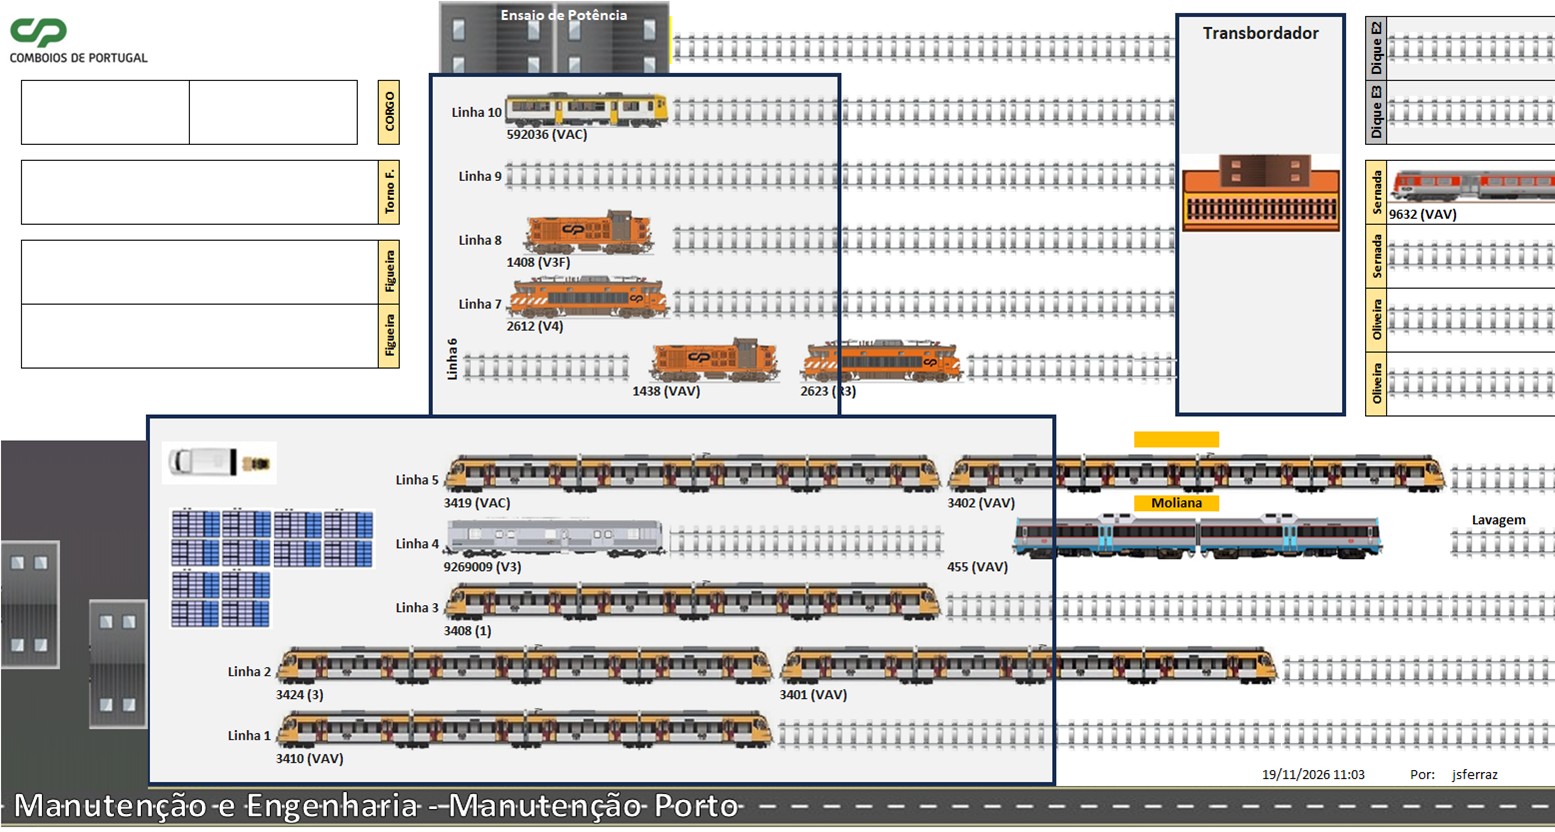 Ensaio de Potência
Transbordador
Dique E2
Dique E3
COMBOIOS DE PORTUGAL
CORGO
Torno F.
Figueira
Figueira
Linha 10
592036 (VAC)
Linha 9
Linha 8
1408 (V3F)
Linha 7
2612 (V4)
Linha 6
1438 (VAV)
2623 (R3)
Sernada
9632 (VAV)
Sernada
Oliveira
Oliveira
Linha 5
3419 (VAC)
3402 (VAV)
Moliana
Lavagem
Linha 4
9269009 (V3)
455 (VAV)
Linha 3
3408 (1)
Linha 2
3424 (3)
3401 (VAV)
Linha 1
3410 (VAV)
19/11/2026 11:03 Por: jsferraz
Manutenção e Engenharia - Manutenção Porto